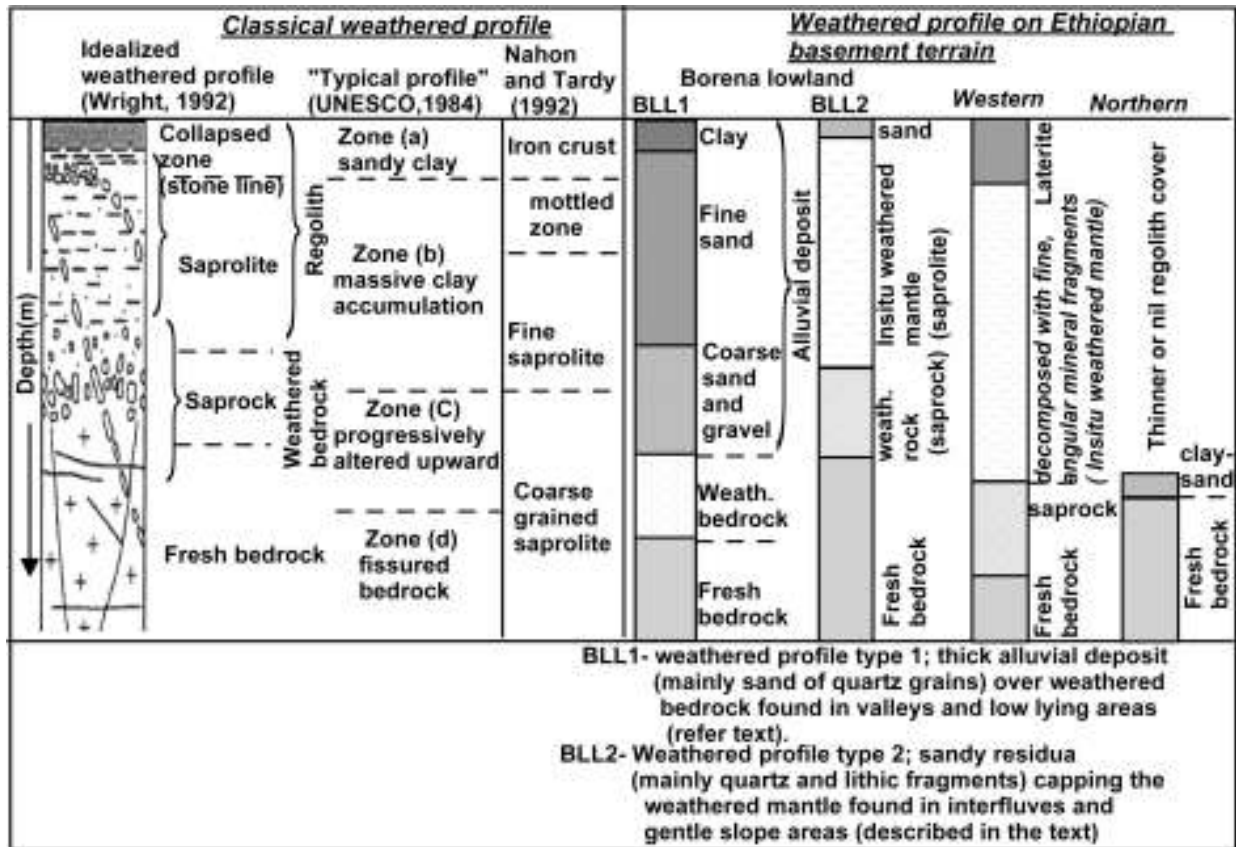 Classical weathered profile
Idealized
weathered profile
(Wright, 1992)
"Typical profile"
(UNESCO,1984)
Nahon
and Tardy
(1992)
Depth(m)
Collapsed
zone
(stone line)
Saprolite
Saprock
Fresh bedrock
Regolith
Weathered
bedrock
Zone (a)
sandy clay
Zone (b)
massive clay
accumulation
Zone (C)
progressively
altered upward
Zone (d)
fissured
bedrock
Iron crust
mottled
zone
Fine
saprolite
Coarse
grained
saprolite
Weathered profile on Ethiopian
basement terrain
Borena lowland
BLL1
BLL2
Western
Northern
Clay
Fine
sand
Coarse
sand
and
gravel
Weath.
bedrock
Fresh
bedrock
Alluvial deposit
sand
Insitu weathered
mantle
(saprolite)
weath.
rock
(saprock)
Fresh
bedrock
Laterite
decomposed with fine,
angular mineral fragments
( Insitu weathered mantle)
saprock
Fresh
bedrock
Thinner or nil regolith cover
clay-
sand
Fresh
bedrock
BLL1- weathered profile type 1; thick alluvial deposit
(mainly sand of quartz grains) over weathered
bedrock found in valleys and low lying areas
(refer text).
BLL2- Weathered profile type 2; sandy residua
(mainly quartz and lithic fragments) capping the
weathered mantle found in interfluves and
gentle slope areas (described in the text)